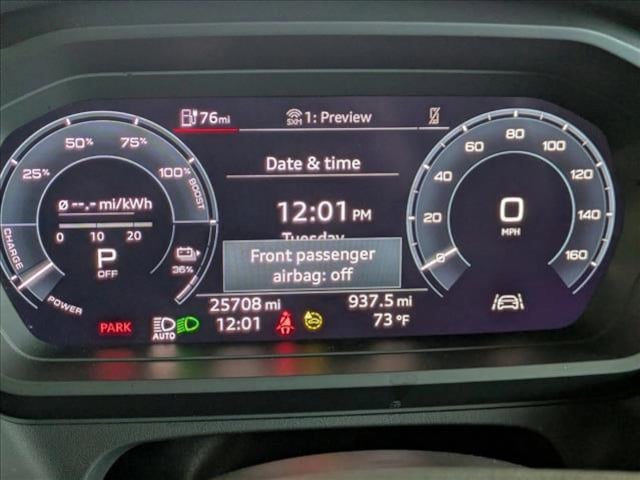 76mi
SXM 1: Preview
50% 75%
25% 100%
BOOST
CHARGE
POWER
Ø --.- mi/kWh
0 10 20
P
OFF
36%
Date & time
12:01 PM
Tuesday
Front passenger
airbag: off
25708 mi 937.5 mi
PARK AUTO 12:01 73 °F
0 20 40 60 80 100 120 140 160
0
MPH